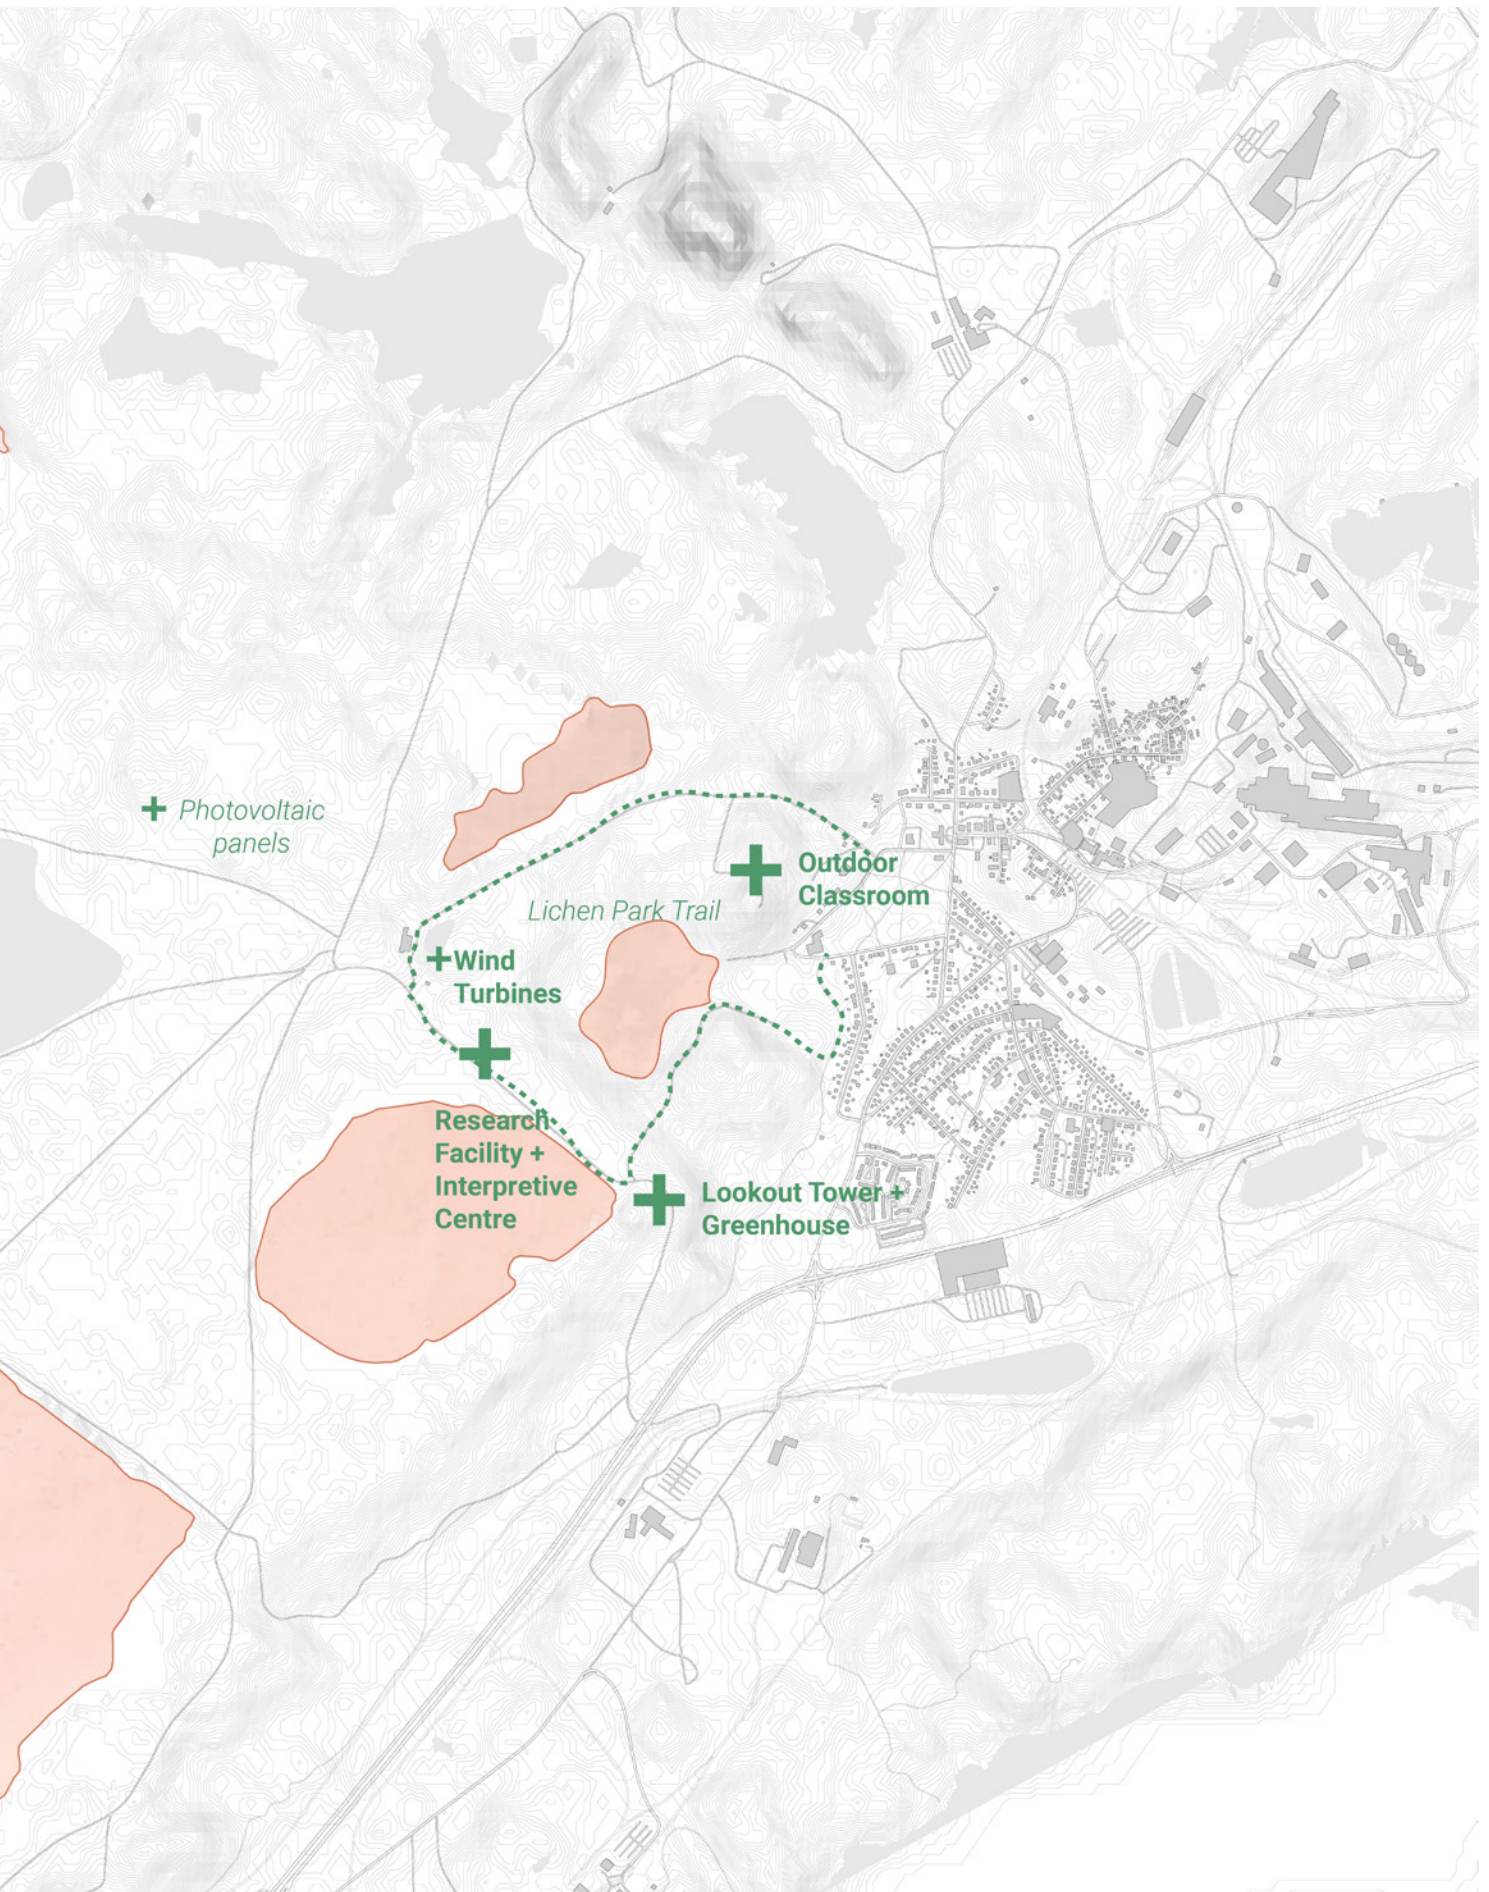 Photovoltaic
panels
Outdoor
Classroom
Lichen Park Trail
Wind
Turbines
Research
Facility +
Interpretive
Centre
Lookout Tower +
Greenhouse